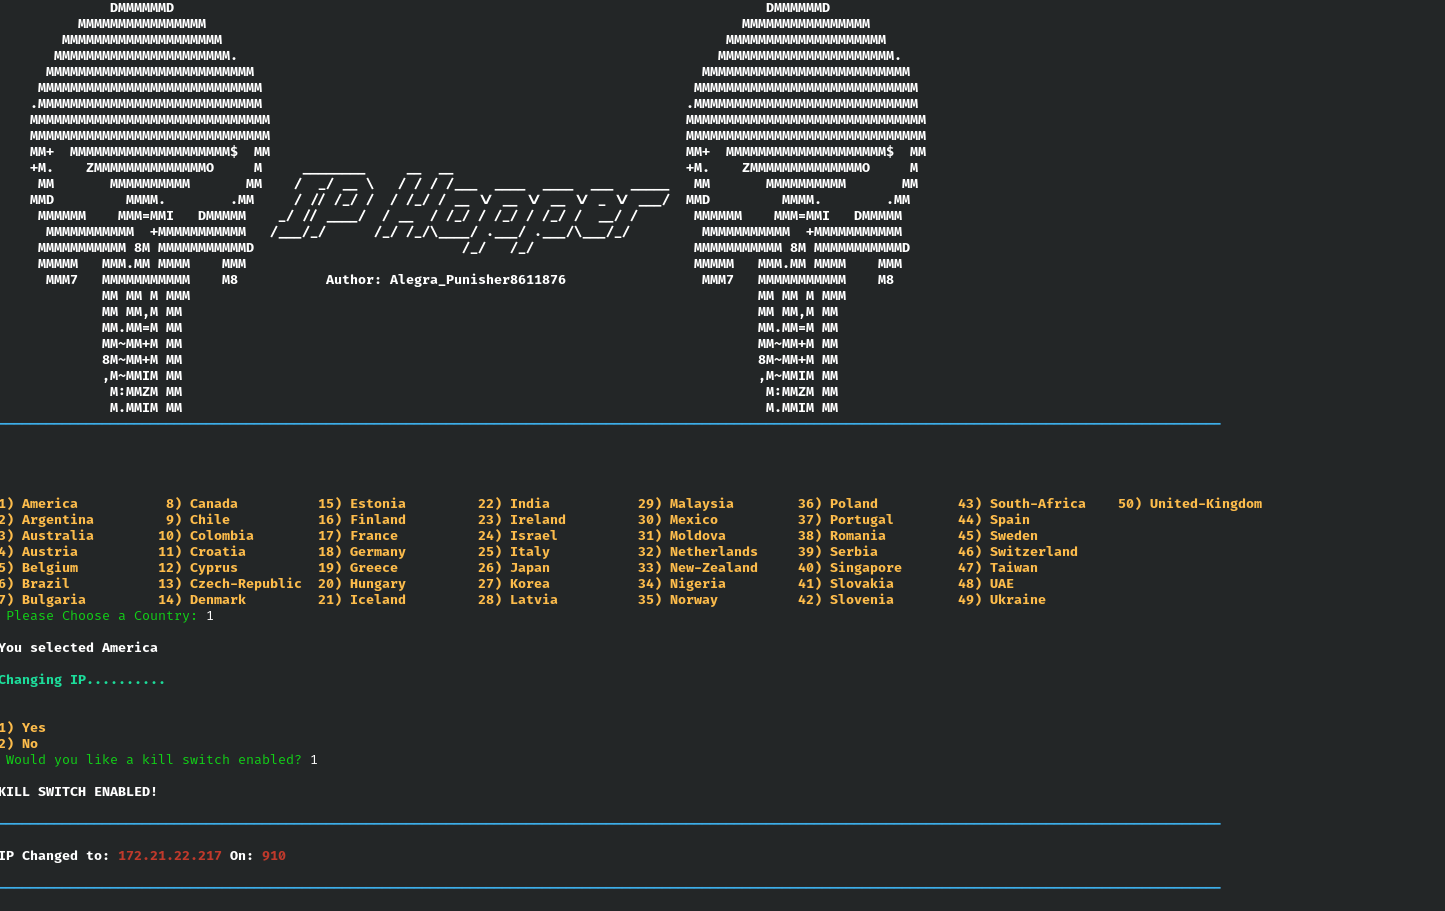 IP Hopper
Author: Alegra_Punisher8611876
1) America 8) Canada 15) Estonia 22) India 29) Malaysia 36) Poland 43) South-Africa 50) United-Kingdom
2) Argentina 9) Chile 16) Finland 23) Ireland 30) Mexico 37) Portugal 44) Spain
3) Australia 10) Colombia 17) France 24) Israel 31) Moldova 38) Romania 45) Sweden
4) Austria 11) Croatia 18) Germany 25) Italy 32) Netherlands 39) Serbia 46) Switzerland
5) Belgium 12) Cyprus 19) Greece 26) Japan 33) New-Zealand 40) Singapore 47) Taiwan
6) Brazil 13) Czech-Republic 20) Hungary 27) Korea 34) Nigeria 41) Slovakia 48) UAE
7) Bulgaria 14) Denmark 21) Iceland 28) Latvia 35) Norway 42) Slovenia 49) Ukraine
Please Choose a Country: 1
You selected America
Changing IP..........
1) Yes
2) No
Would you like a kill switch enabled? 1
KILL SWITCH ENABLED!
IP Changed to: 172.21.22.217 On: 910